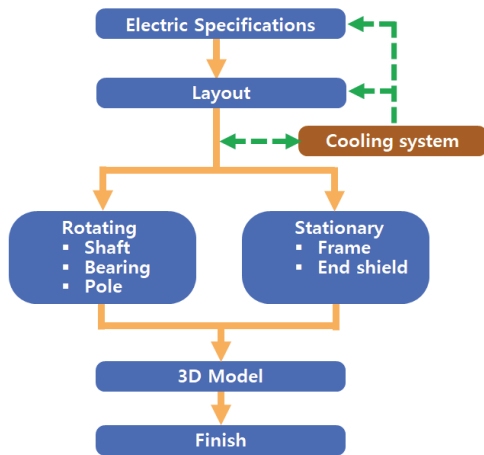 Electric Specifications
Layout
Cooling system
Rotating
▪ Shaft
▪ Bearing
▪ Pole
Stationary
▪ Frame
▪ End shield
3D Model
Finish